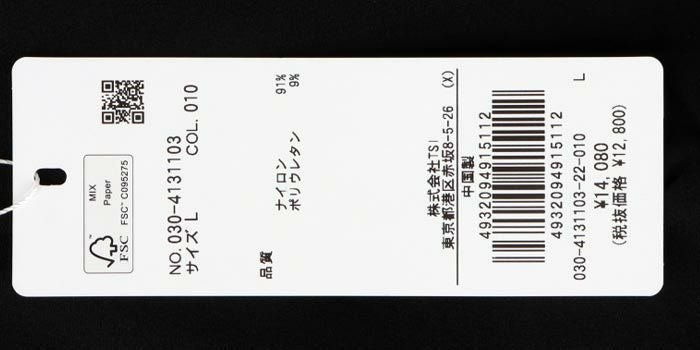 MIX
Paper
FSC™ C095275
FSC
NO. 030-4131103
サイズ L COL. 010
品質 ナイロン 91%
ポリウレタン 9%
株式会社TSI (X)
東京都港区赤坂8-5-26
中国製
4932094915112
4932094915112
030-4131103-22-010 L
¥14,080
(税抜価格 ¥12,800)